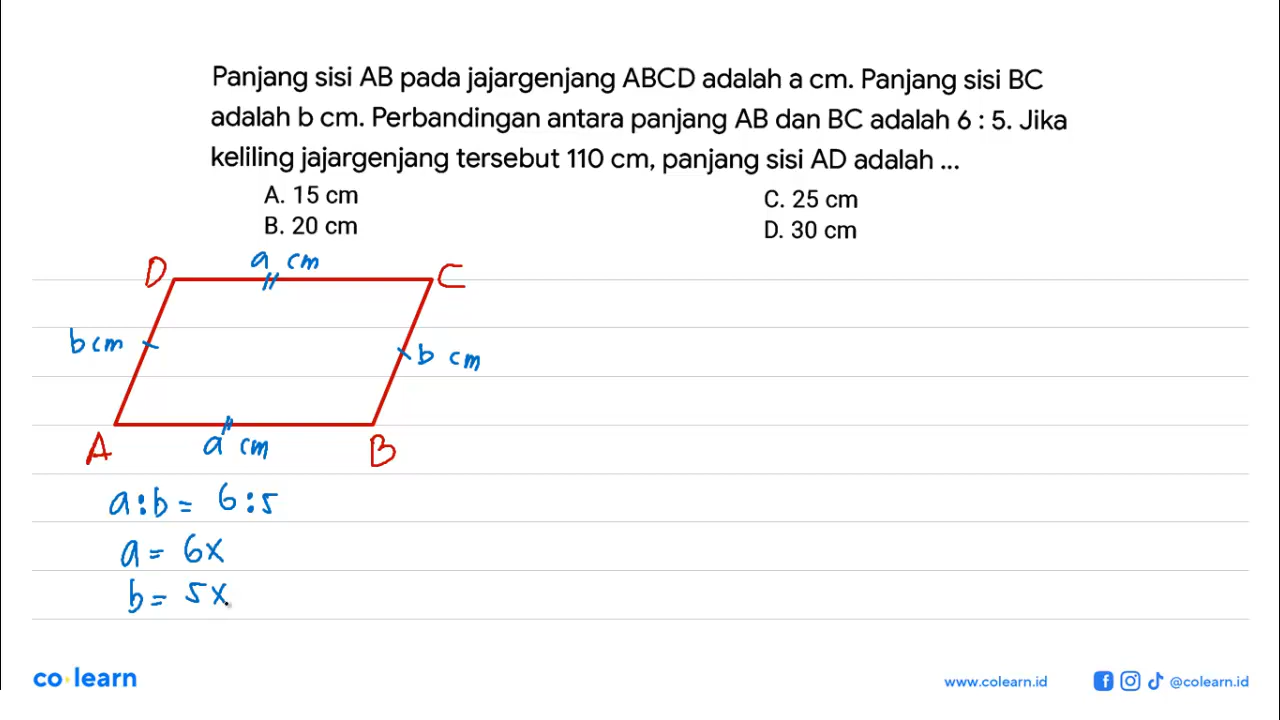 Panjang sisi AB pada jajargenjang ABCD adalah a cm. Panjang sisi BC
adalah b cm. Perbandingan antara panjang AB dan BC adalah 6 : 5. Jika
keliling jajargenjang tersebut 110 cm, panjang sisi AD adalah ...
A. 15 cm
C. 25 cm
B. 20 cm
D. 30 cm
a cm
D
C
b cm
b cm
A
a cm
B
a:b = 6:5
a = 6x
b = 5x
co·learn
www.colearn.id
@colearn.id